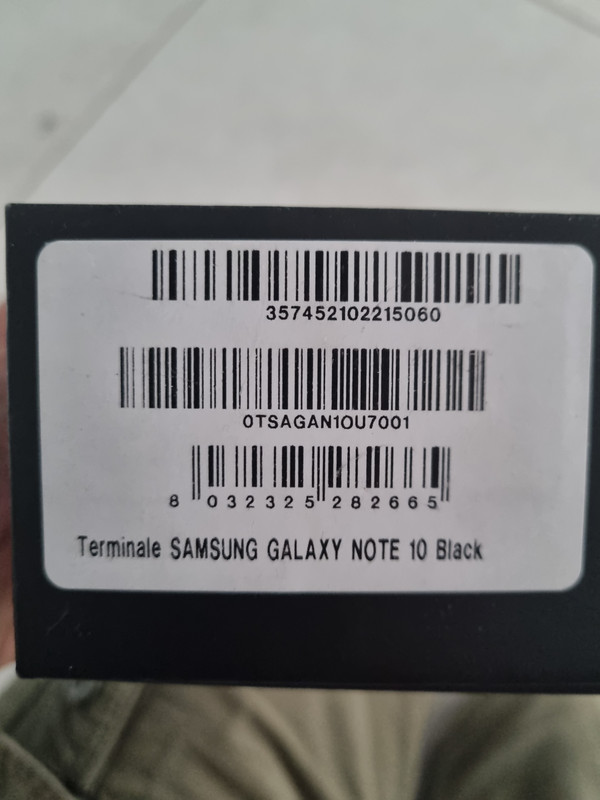 357452102215060
0TSAGAN10U7001
8 032325 282665
Terminale SAMSUNG GALAXY NOTE 10 Black